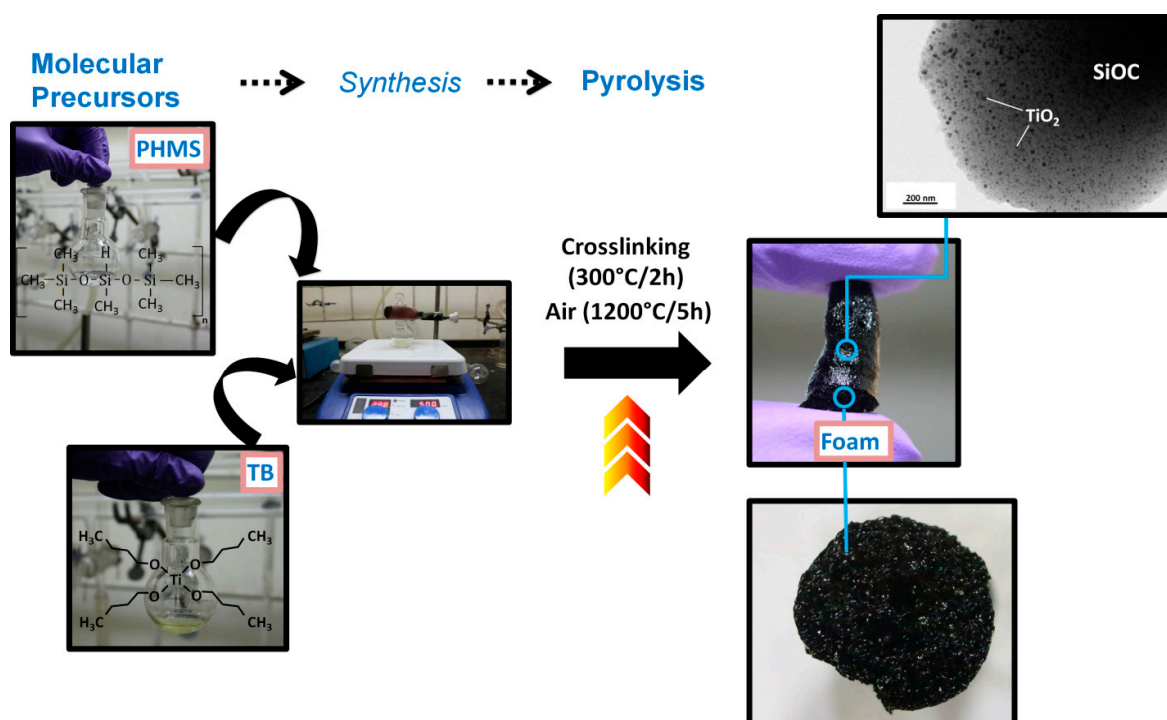 Molecular
Precursors
Synthesis
Pyrolysis
SiOC
TiO₂
200 nm
PHMS
CH₃ H CH₃
CH₃-Si-O-Si-O-Si-CH₃
CH₃ CH₃ CH₃
n
Crosslinking
(300°C/2h)
Air (1200°C/5h)
TB
H₃C CH₃
O O
Ti
O O
H₃C CH₃
Foam